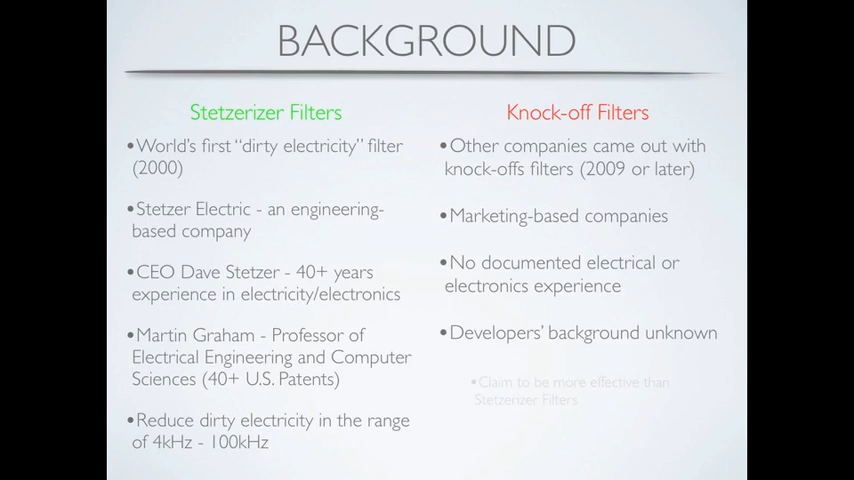 BACKGROUND
Stetzerizer Filters
•World's first "dirty electricity" filter
(2000)
•Stetzer Electric - an engineering-
based company
•CEO Dave Stetzer - 40+ years
experience in electricity/electronics
•Martin Graham - Professor of
Electrical Engineering and Computer
Sciences (40+ U.S. Patents)
•Reduce dirty electricity in the range
of 4kHz - 100kHz
Knock-off Filters
•Other companies came out with
knock-offs filters (2009 or later)
•Marketing-based companies
•No documented electrical or
electronics experience
•Developers' background unknown
•Claim to be more effective than
Stetzerizer Filters